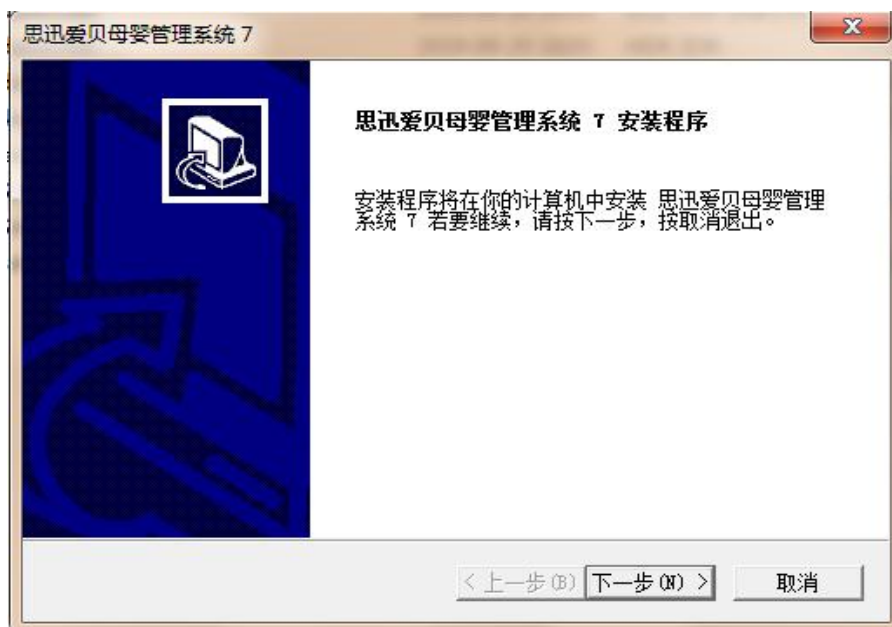 思迅爱贝母婴管理系统 7
思迅爱贝母婴管理系统 7 安装程序
安装程序将在你的计算机中安装 思迅爱贝母婴管理
系统 7 若要继续，请按下一步，按取消退出。
< 上一步(B) 下一步(N) > 取消